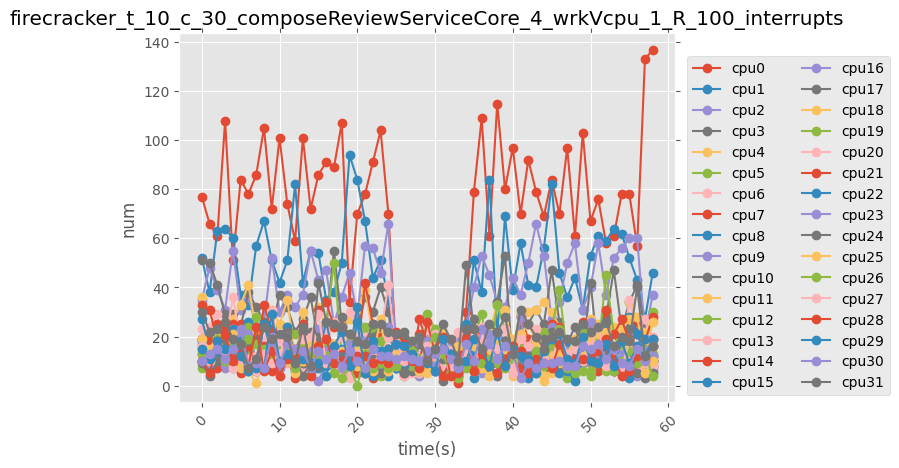 firecracker_t_10_c_30_composeReviewServiceCore_4_wrkVcpu_1_R_100_interrupts
140
120
100
80
60
40
20
0
num
0
10
20
30
40
50
60
time(s)
cpu0
cpu1
cpu2
cpu3
cpu4
cpu5
cpu6
cpu7
cpu8
cpu9
cpu10
cpu11
cpu12
cpu13
cpu14
cpu15
cpu16
cpu17
cpu18
cpu19
cpu20
cpu21
cpu22
cpu23
cpu24
cpu25
cpu26
cpu27
cpu28
cpu29
cpu30
cpu31